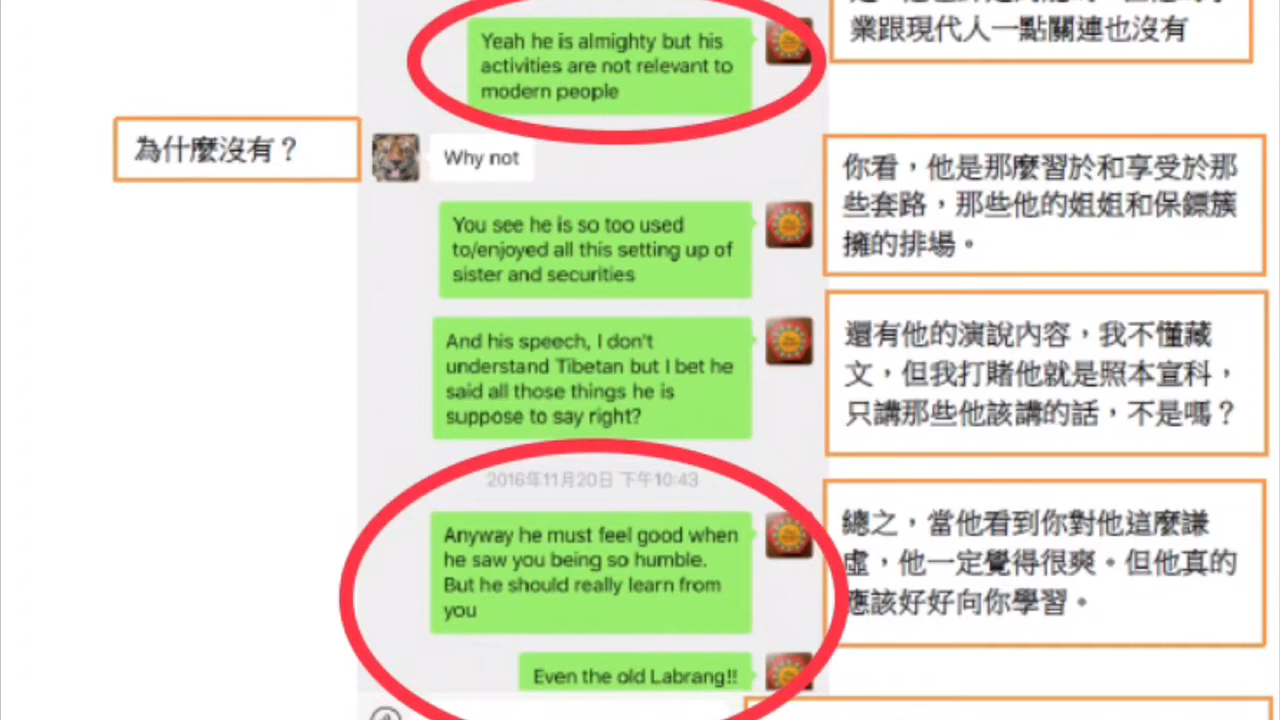 Yeah he is almighty but his
activities are not relevant to
modern people
業跟現代人一點關連也沒有
為什麼沒有？
Why not
You see he is so too used
to/enjoyed all this setting up of
sister and securities
你看，他是那麼習於和享受於那
些套路，那些他的姐姐和保鏢簇
擁的排場。
And his speech, I don't
understand Tibetan but I bet he
said all those things he is
suppose to say right?
還有他的演說內容，我不懂藏
文，但我打賭他就是照本宣科，
只講那些他該講的話，不是嗎？
2016年11月20日 下午10:43
Anyway he must feel good when
he saw you being so humble.
But he should really learn from
you
總之，當他看到你對他這麼謙
虛，他一定覺得很爽。但他真的
應該好好向你學習。
Even the old Labrang!!